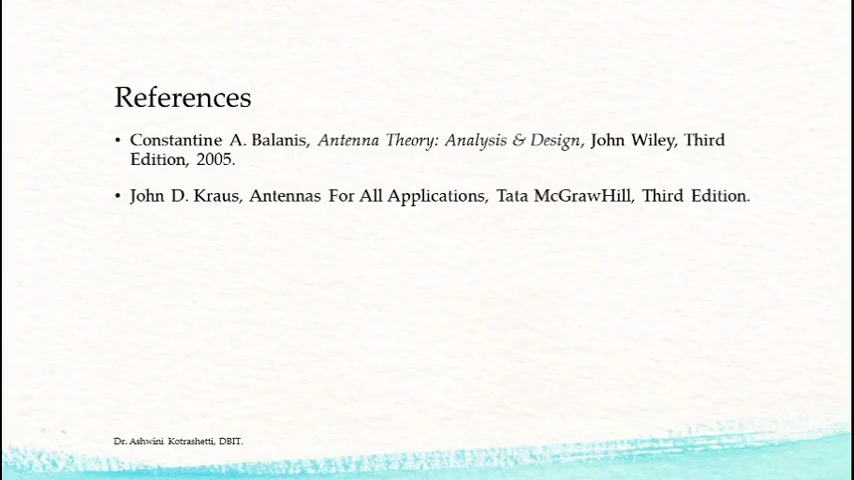 References
• Constantine A. Balanis, Antenna Theory: Analysis & Design, John Wiley, Third
Edition, 2005.
• John D. Kraus, Antennas For All Applications, Tata McGrawHill, Third Edition.
Dr. Ashwini Kotrashetti, DBIT.